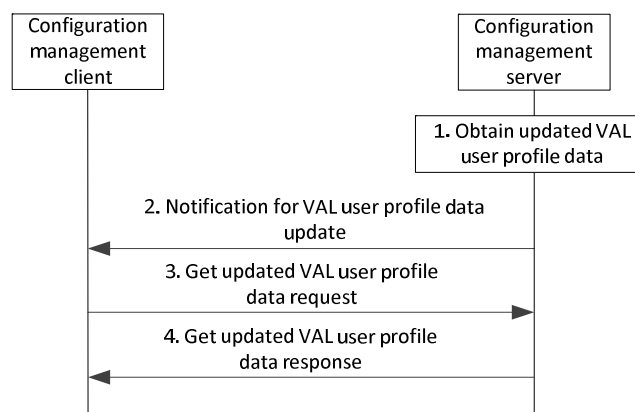 Configuration
management
client
Configuration
management
server
1. Obtain updated VAL
user profile data
2. Notification for VAL user profile data
update
3. Get updated VAL user profile
data request
4. Get updated VAL user profile
data response